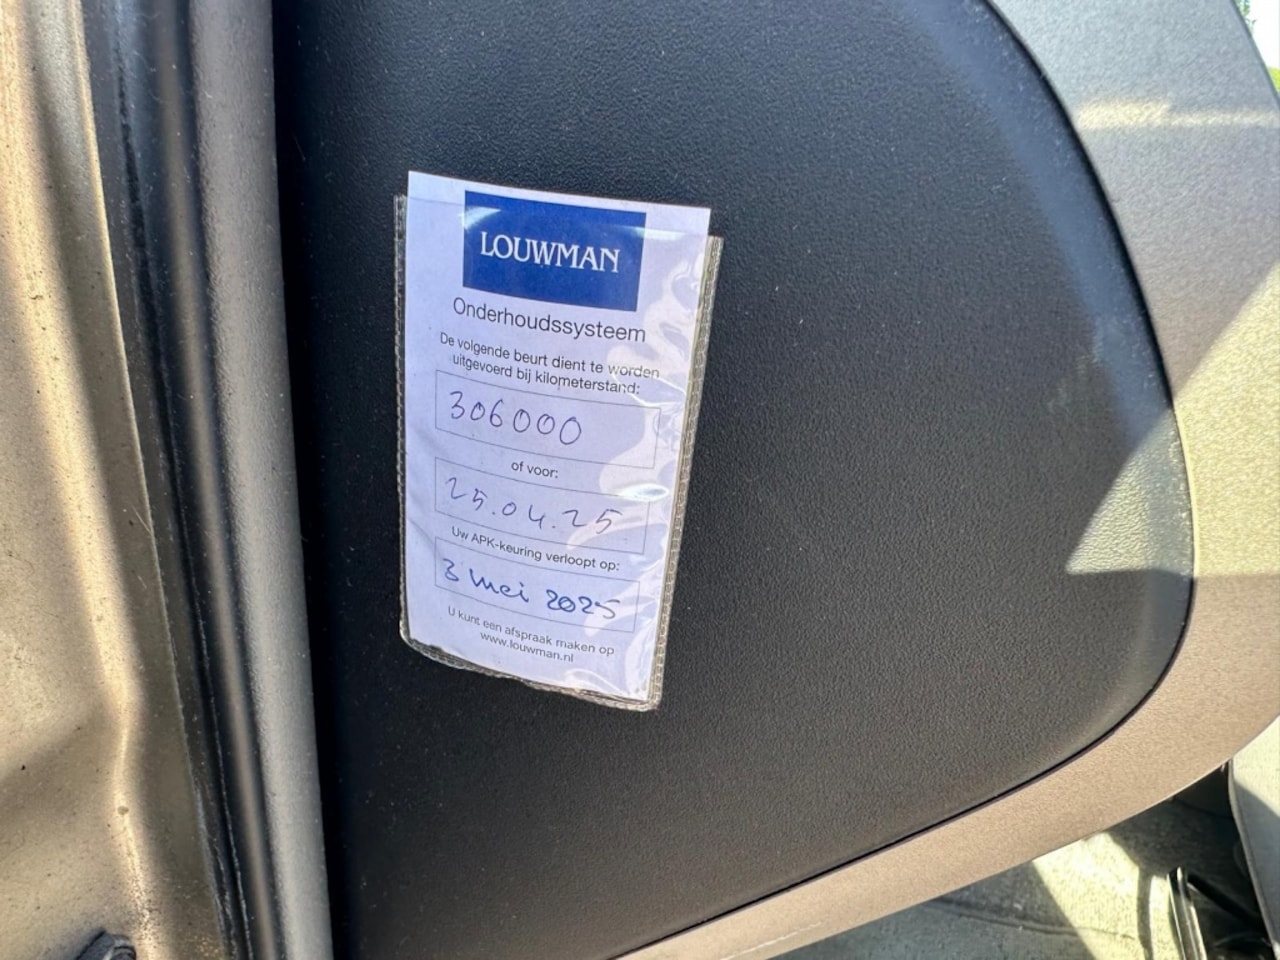 LOUWMAN
Onderhoudssysteem
De volgende beurt dient te worden
uitgevoerd bij kilometerstand:
306000
of voor:
25.04.25
Uw APK-keuring verloopt op:
3 mei 2025
U kunt een afspraak maken op
www.louwman.nl